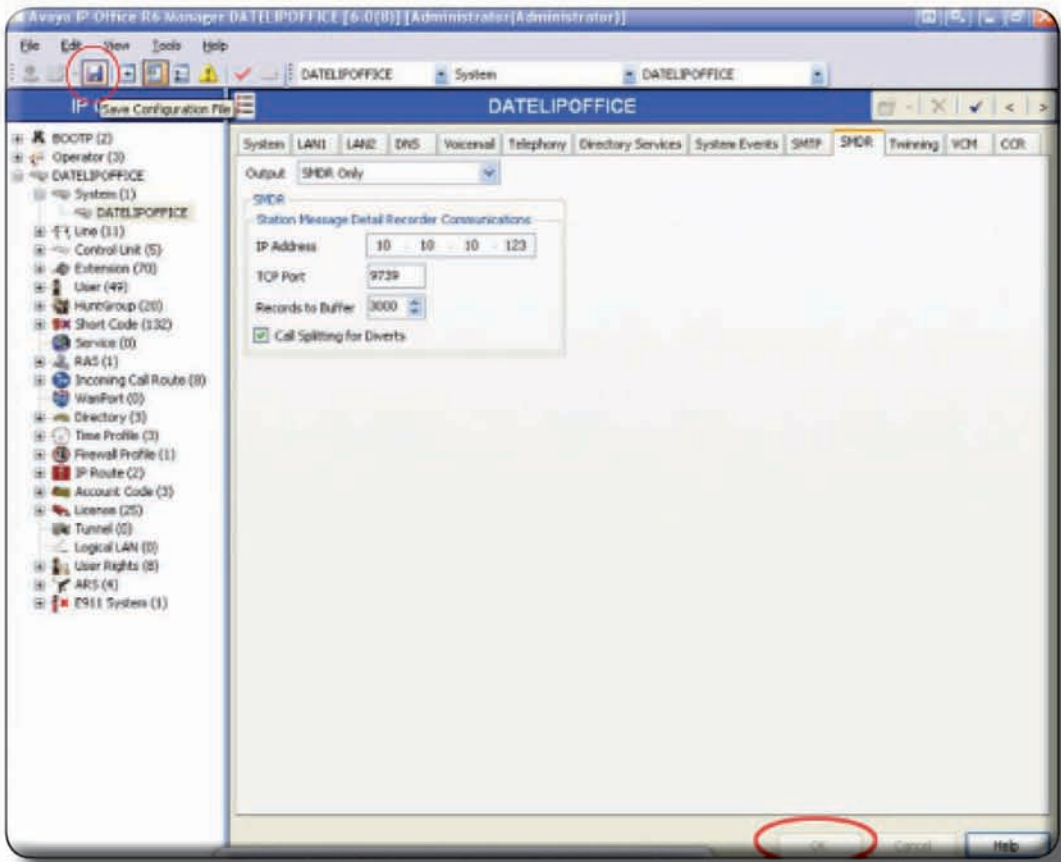 Avaya IP Office R6 Manager DATELIPOFFICE [6.0(8)] [Administrator(Administrator)]
File Edit View Tools Help
DATELIPOFFICE System DATELIPOFFICE
IP
Save Configuration File
DATELIPOFFICE
BOOTP (2)
Operator (3)
DATELIPOFFICE
System (1)
DATELIPOFFICE
Line (11)
Control Unit (5)
Extension (70)
User (49)
HuntGroup (20)
Short Code (132)
Service (0)
RAS (1)
Incoming Call Route (8)
WanPort (0)
Directory (3)
Time Profile (3)
Firewall Profile (1)
IP Route (2)
Account Code (3)
License (25)
Tunnel (0)
Logical LAN (0)
User Rights (8)
ARS (4)
E911 System (1)
System LAN1 LAN2 DNS Voicemail Telephony Directory Services System Events SMTP SMDR Twinning VCM CCR
Output SMDR Only
SMDR
Station Message Detail Recorder Communications
IP Address 10 . 10 . 10 . 123
TCP Port 9739
Records to Buffer 3000
Call Splitting for Diverts
OK Cancel Help